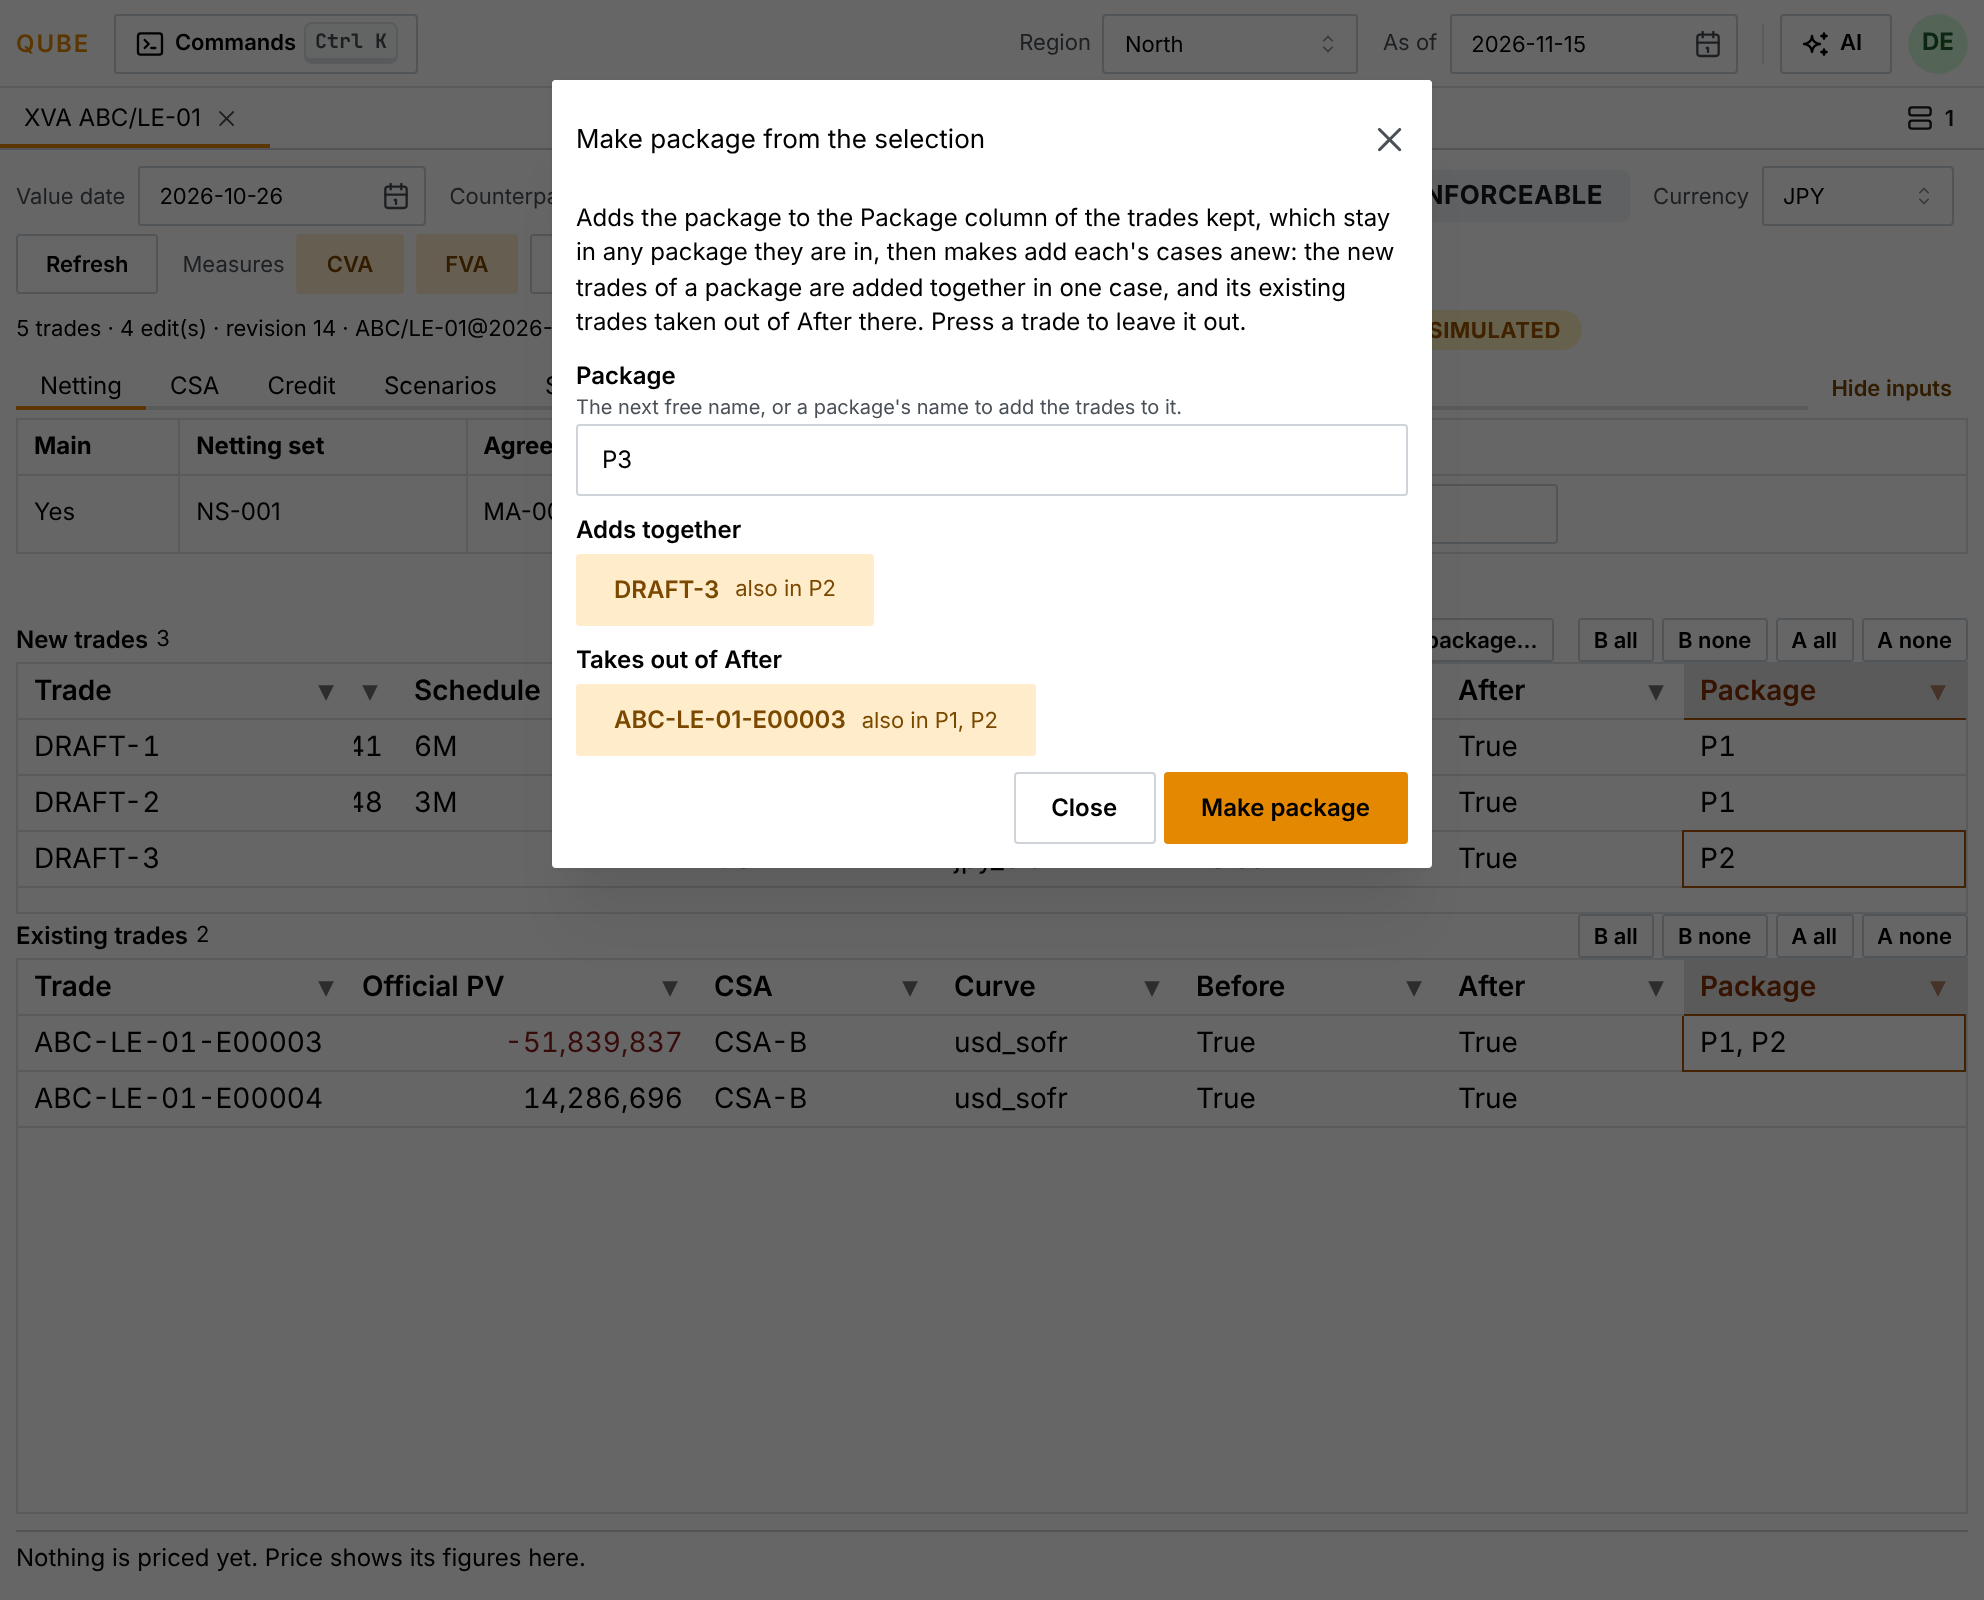 QUBE
Commands Ctrl K
Region North As of 2026-11-15 AI DE
XVA ABC/LE-01
1
Make package from the selection
Value date 2026-10-26
Currency JPY
Adds the package to the Package column of the trades kept, which stay
in any package they are in, then makes add each's cases anew: the new
trades of a package are added together in one case, and its existing
trades taken out of After there. Press a trade to leave it out.
Refresh Measures CVA FVA
5 trades · 4 edit(s) · revision 14 ·
SIMULATED
Netting CSA Credit Scenarios
Hide inputs
Package
The next free name, or a package's name to add the trades to it.
P3
Main Netting set
Yes NS-001
Adds together
DRAFT-3 also in P2
Takes out of After
ABC-LE-01-E00003 also in P1, P2
Close Make package
New trades 3
package... B all B none A all A none
Trade Schedule After Package
DRAFT-1 41 6M True P1
DRAFT-2 48 3M True P1
DRAFT-3 True P2
Existing trades 2
B all B none A all A none
Trade Official PV CSA Curve Before After Package
ABC-LE-01-E00003 -51,839,837 CSA-B usd_sofr True True P1, P2
ABC-LE-01-E00004 14,286,696 CSA-B usd_sofr True True
Nothing is priced yet. Price shows its figures here.